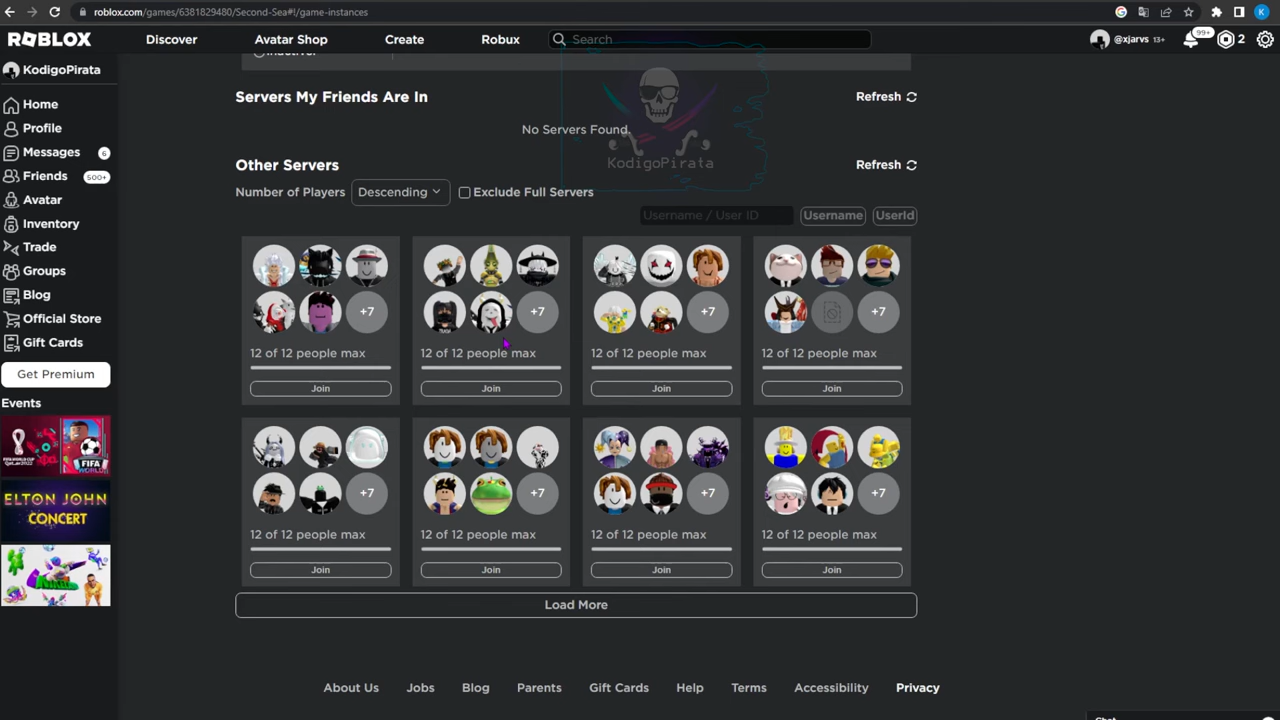 roblox.com/games/6381829480/Second-Sea#!/game-instances
K
ROBLOX
Discover
Avatar Shop
Create
Robux
Search
@xjarvs 13+
99+
2
KodigoPirata
Home
Profile
Messages 6
Friends 500+
Avatar
Inventory
Trade
Groups
Blog
Official Store
Gift Cards
Get Premium
Events
FIFA WORLD CUP
Qatar2022
FIFA
WORLD
ELTON JOHN
CONCERT
Servers My Friends Are In
Refresh
No Servers Found.
KodigoPirata
Other Servers
Refresh
Number of Players
Descending
Exclude Full Servers
Username / User ID
Username
UserId
+7
+7
+7
+7
12 of 12 people max
12 of 12 people max
12 of 12 people max
12 of 12 people max
Join
Join
Join
Join
+7
+7
+7
+7
12 of 12 people max
12 of 12 people max
12 of 12 people max
12 of 12 people max
Join
Join
Join
Join
Load More
About Us
Jobs
Blog
Parents
Gift Cards
Help
Terms
Accessibility
Privacy
Chat